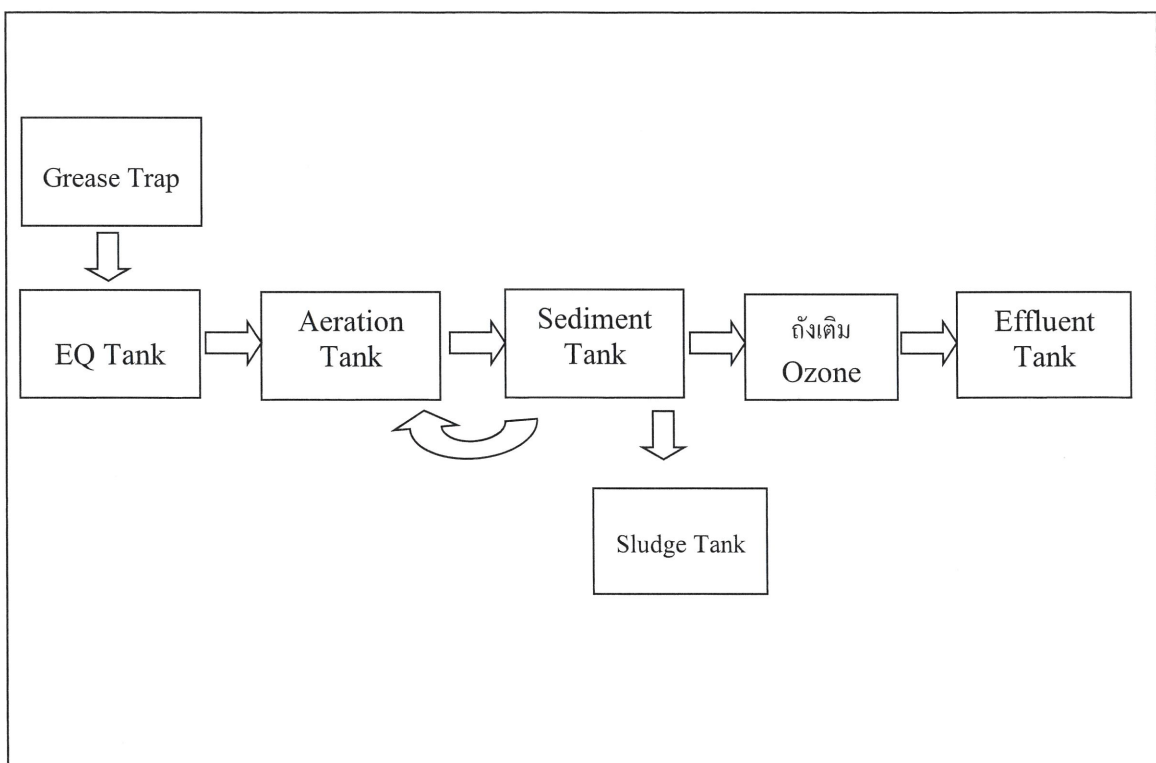 Grease Trap
EQ Tank
Aeration
Tank
Sediment
Tank
ถังเติม
Ozone
Effluent
Tank
Sludge Tank